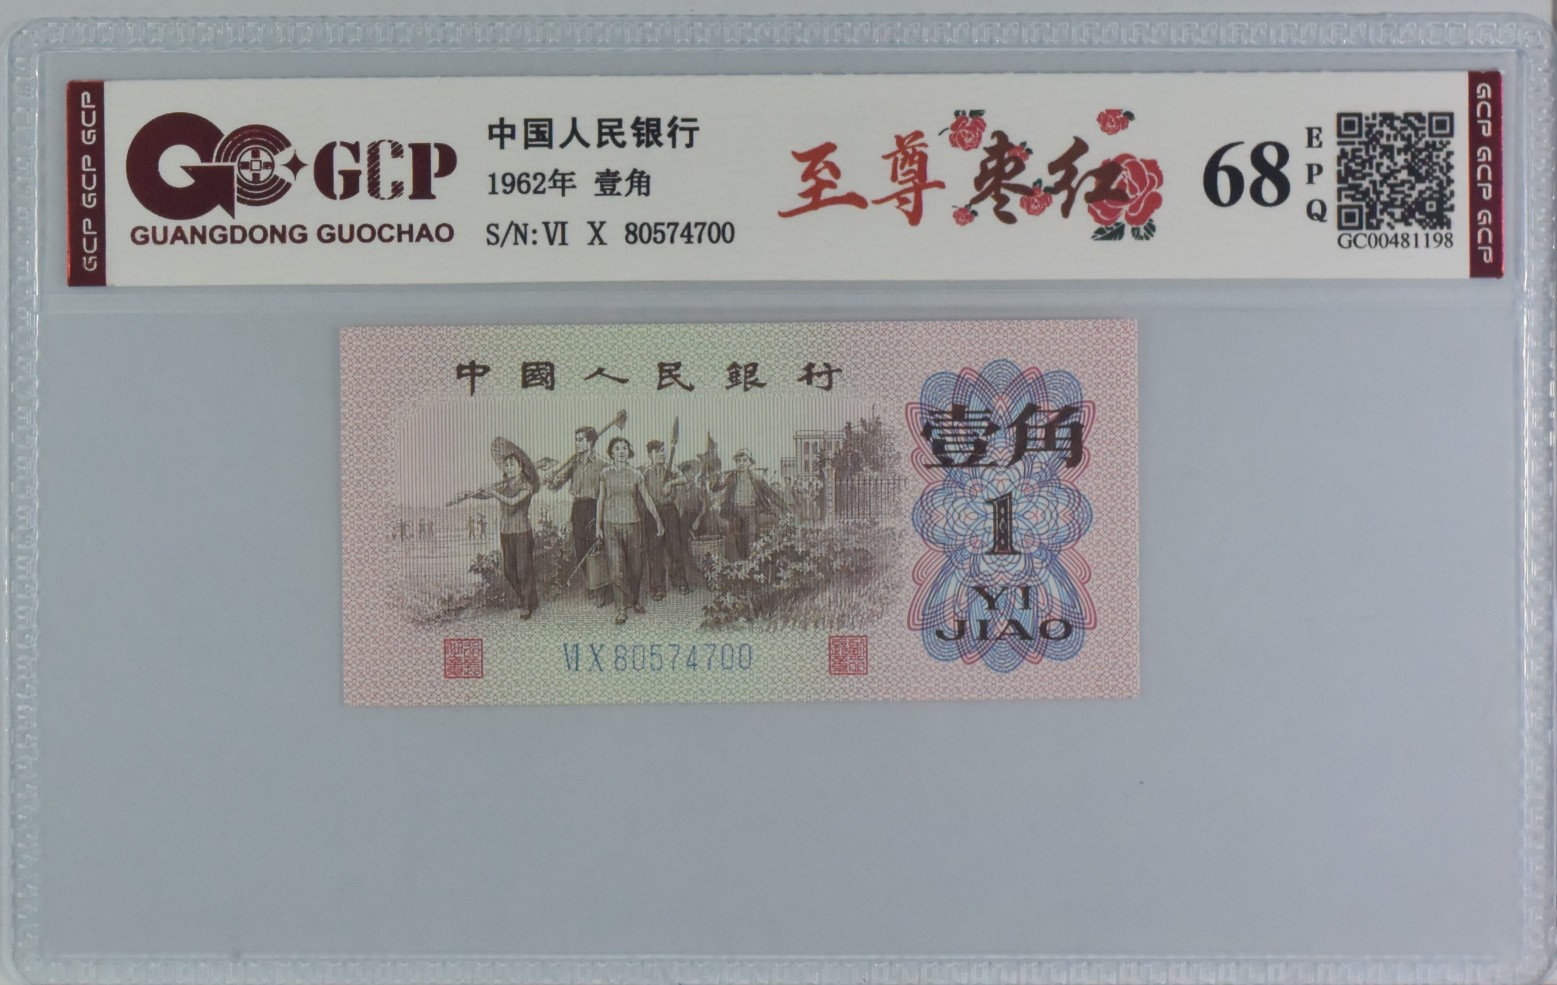 GCP GCP GCP
GCP
GUANGDONG GUOCHAO
中国人民银行
1962年 壹角
S/N: VI X 80574700
至尊枣红
68
EPQ
GC00481198
GCP GCP GCP
中國人民銀行
壹角
1
YI
JIAO
VI X 80574700